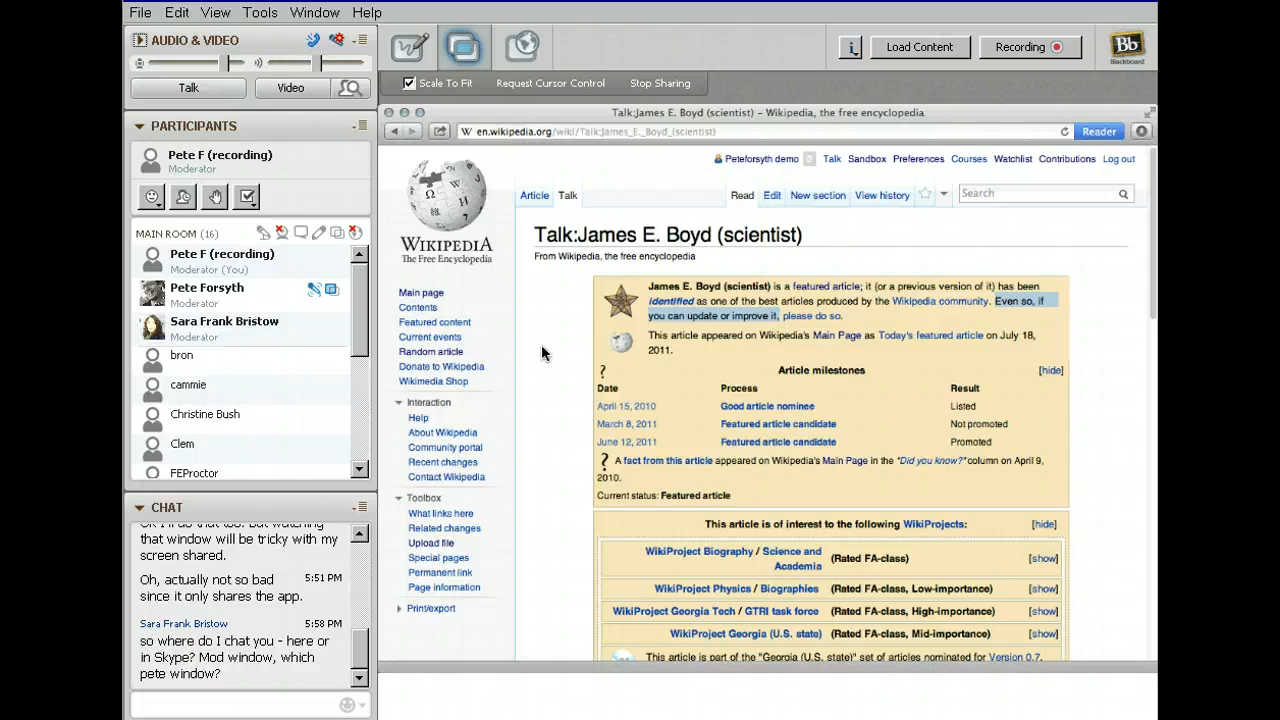 File Edit View Tools Window Help
AUDIO & VIDEO
Talk Video
PARTICIPANTS
Pete F (recording)
Moderator
MAIN ROOM (16)
Pete F (recording)
Moderator (You)
Pete Forsyth
Moderator
Sara Frank Bristow
Moderator
bron
cammie
Christine Bush
Clem
FEProctor
CHAT
that window will be tricky with my
screen shared.
Oh, actually not so bad 5:51 PM
since it only shares the app.
Sara Frank Bristow 5:58 PM
so where do I chat you - here or
in Skype? Mod window, which
pete window?
i Load Content Recording Bb
Blackboard
Scale To Fit Request Cursor Control Stop Sharing
Talk:James E. Boyd (scientist) – Wikipedia, the free encyclopedia
en.wikipedia.org/wiki/Talk:James_E._Boyd_(scientist) Reader
Peteforsyth demo 0 Talk Sandbox Preferences Courses Watchlist Contributions Log out
Article Talk Read Edit New section View history Search
WIKIPEDIA
The Free Encyclopedia
Main page
Contents
Featured content
Current events
Random article
Donate to Wikipedia
Wikimedia Shop
Interaction
Help
About Wikipedia
Community portal
Recent changes
Contact Wikipedia
Toolbox
What links here
Related changes
Upload file
Special pages
Permanent link
Page information
Print/export
Talk:James E. Boyd (scientist)
From Wikipedia, the free encyclopedia
James E. Boyd (scientist) is a featured article; it (or a previous version of it) has been
identified as one of the best articles produced by the Wikipedia community. Even so, if
you can update or improve it, please do so.
This article appeared on Wikipedia's Main Page as Today's featured article on July 18,
2011.
? Article milestones [hide]
Date Process Result
April 15, 2010 Good article nominee Listed
March 8, 2011 Featured article candidate Not promoted
June 12, 2011 Featured article candidate Promoted
? A fact from this article appeared on Wikipedia's Main Page in the "Did you know?" column on April 9,
2010.
Current status: Featured article
This article is of interest to the following WikiProjects: [hide]
WikiProject Biography / Science and
Academia (Rated FA-class) [show]
WikiProject Physics / Biographies (Rated FA-class, Low-importance) [show]
WikiProject Georgia Tech / GTRI task force (Rated FA-class, High-importance) [show]
WikiProject Georgia (U.S. state) (Rated FA-class, Mid-importance) [show]
This article is part of the "Georgia (U.S. state)" set of articles nominated for Version 0.7.